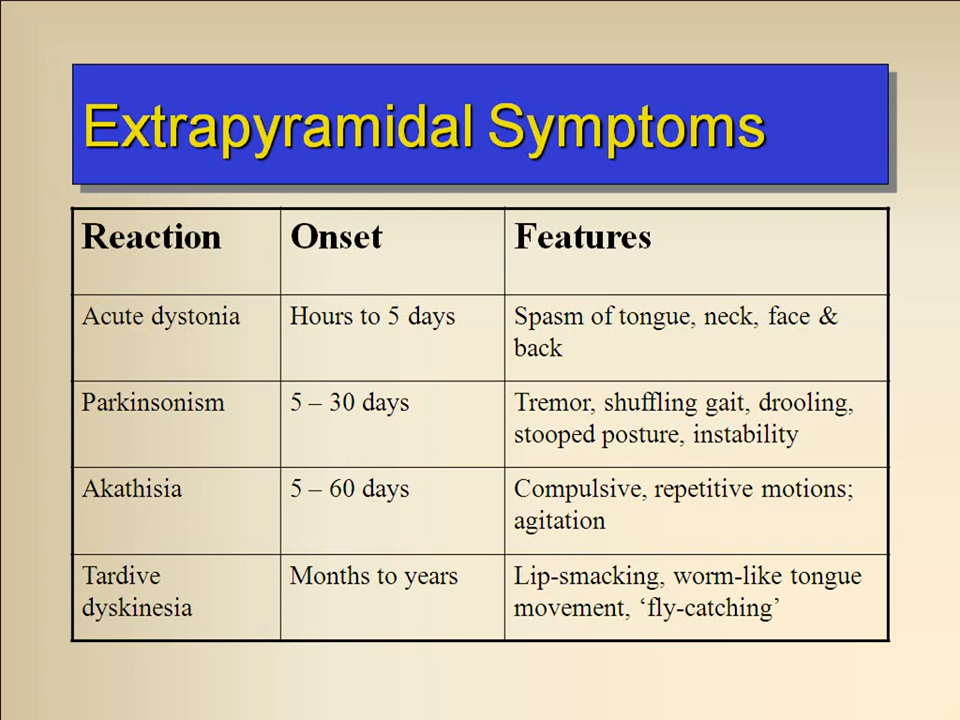 Extrapyramidal Symptoms
Reaction
Onset
Features
Acute dystonia
Hours to 5 days
Spasm of tongue, neck, face &
back
Parkinsonism
5 – 30 days
Tremor, shuffling gait, drooling,
stooped posture, instability
Akathisia
5 – 60 days
Compulsive, repetitive motions;
agitation
Tardive
dyskinesia
Months to years
Lip-smacking, worm-like tongue
movement, ‘fly-catching’